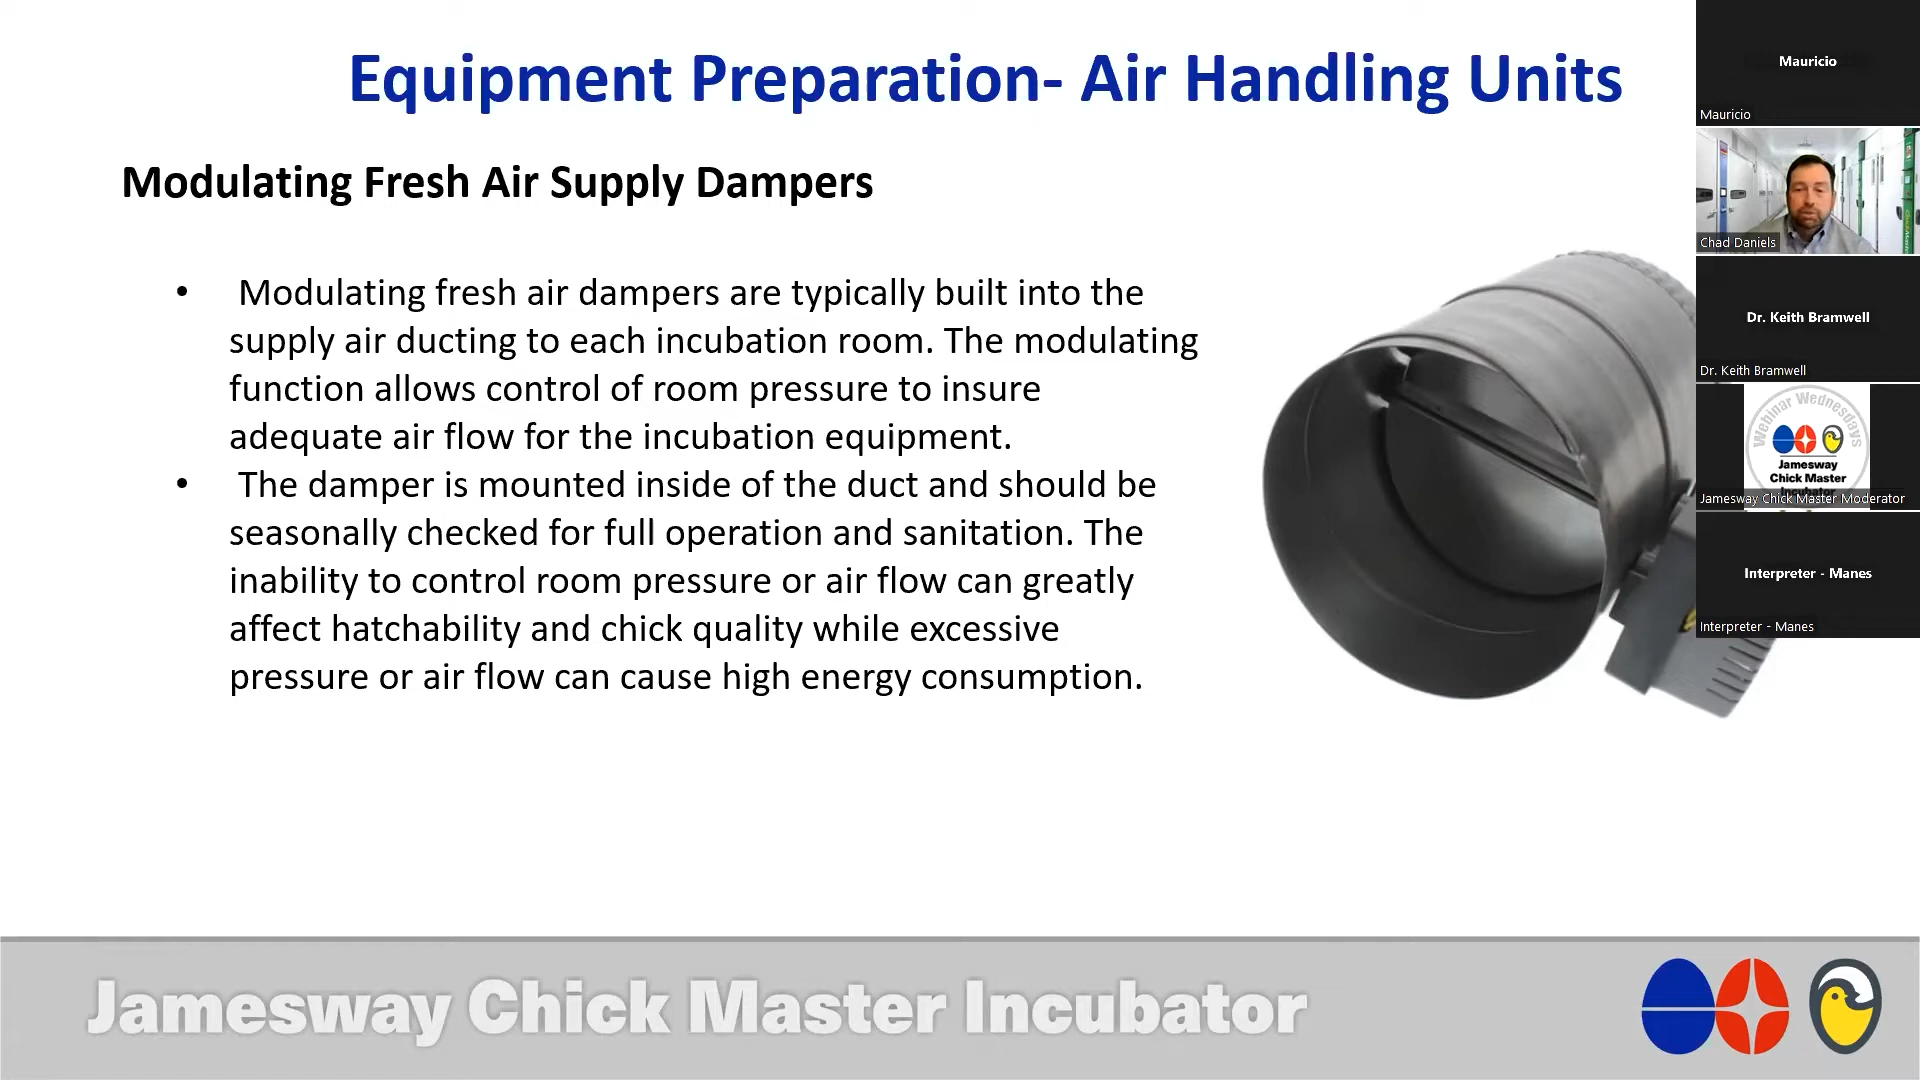 Equipment Preparation- Air Handling Units
Modulating Fresh Air Supply Dampers
• Modulating fresh air dampers are typically built into the
supply air ducting to each incubation room. The modulating
function allows control of room pressure to insure
adequate air flow for the incubation equipment.
• The damper is mounted inside of the duct and should be
seasonally checked for full operation and sanitation. The
inability to control room pressure or air flow can greatly
affect hatchability and chick quality while excessive
pressure or air flow can cause high energy consumption.
Jamesway Chick Master Incubator
Mauricio
Mauricio
Chad Daniels
Dr. Keith Bramwell
Dr. Keith Bramwell
Webinar Wednesdays
Jamesway
Chick Master
Jamesway Chick Master Moderator
Interpreter - Manes
Interpreter - Manes